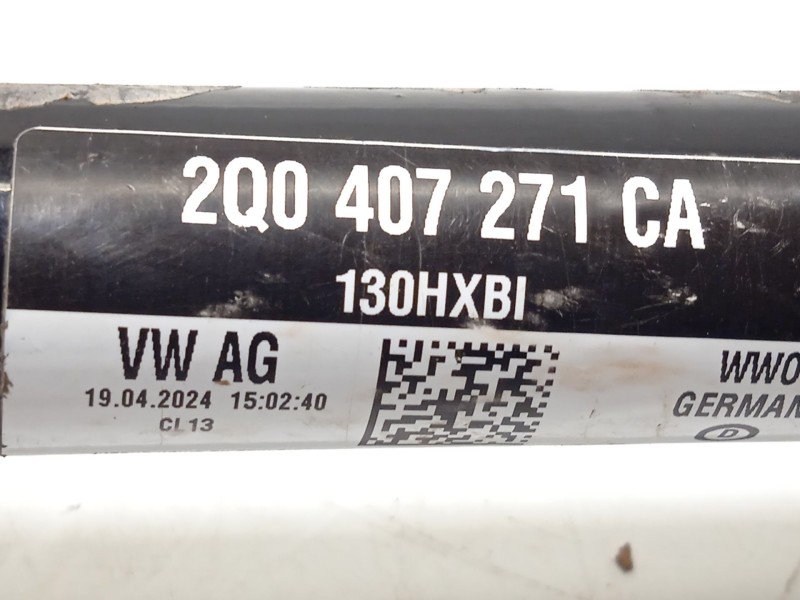 2Q0 407 271 CA
130HXBI
VW AG
19.04.2024 15:02:40
CL13
WWO
GERMAN
D